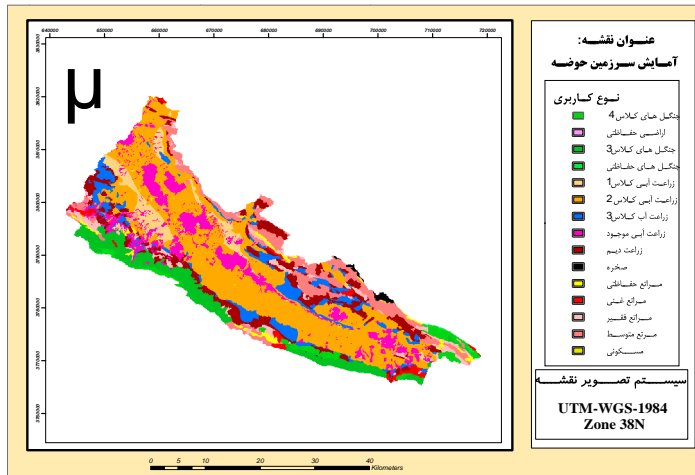 640000 650000 660000 670000 680000 690000 700000 710000 720000
µ
عنوان نقشه:
آمایش سرزمین حوضه
نوع کاربری
جنگل های کلاس 4
اراضی حفاظتی
جنگل های کلاس3
جنگل های حفاظتی
زراعت آبی کلاس1
زراعت آبی کلاس2
زراعت آب کلاس3
زراعت آبی موجود
زراعت دیم
صخره
مراتع حفاظتی
مراتع غنی
مراتع فقیر
مرتع متوسط
مسکونی
سیستم تصویر نقشه
UTM-WGS-1984
Zone 38N
0 5 10 20 30 40
Kilometers